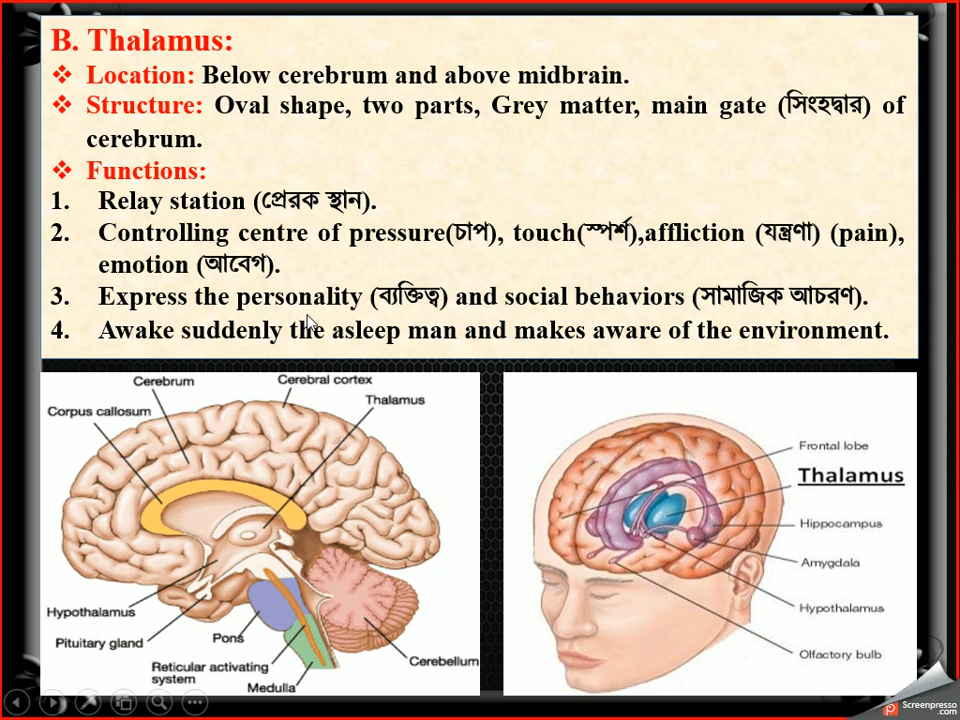 B. Thalamus:
❖ Location: Below cerebrum and above midbrain.
❖ Structure: Oval shape, two parts, Grey matter, main gate (সিংহদ্বার) of
cerebrum.
❖ Functions:
1. Relay station (প্রেরক স্থান).
2. Controlling centre of pressure(চাপ), touch(স্পর্শ),affliction (যন্ত্রণা) (pain),
emotion (আবেগ).
3. Express the personality (ব্যক্তিত্ব) and social behaviors (সামাজিক আচরণ).
4. Awake suddenly the asleep man and makes aware of the environment.
Cerebrum
Cerebral cortex
Corpus callosum
Thalamus
Hypothalamus
Pituitary gland
Pons
Reticular activating
system
Medulla
Cerebellum
Frontal lobe
Thalamus
Hippocampus
Amygdala
Hypothalamus
Olfactory bulb
Screenpresso
.com